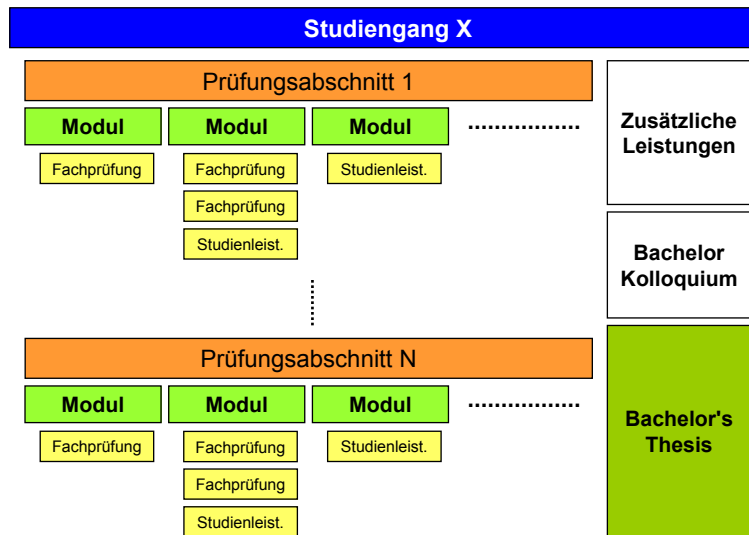 Studiengang X
Prüfungsabschnitt 1
Modul
Modul
Modul
Fachprüfung
Fachprüfung
Studienleist.
Fachprüfung
Studienleist.
Zusätzliche
Leistungen
Bachelor
Kolloquium
Prüfungsabschnitt N
Modul
Modul
Modul
Fachprüfung
Fachprüfung
Studienleist.
Fachprüfung
Studienleist.
Bachelor's
Thesis